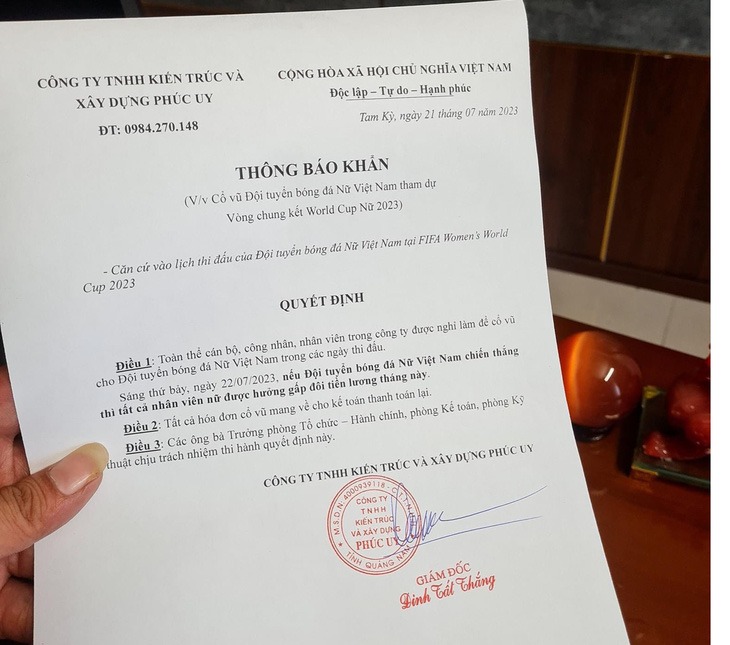 CÔNG TY TNHH KIẾN TRÚC VÀ
XÂY DỰNG PHÚC UY
ĐT: 0984.270.148
CỘNG HÒA XÃ HỘI CHỦ NGHĨA VIỆT NAM
Độc lập – Tự do – Hạnh phúc
Tam Kỳ, ngày 21 tháng 07 năm 2023
THÔNG BÁO KHẨN
(V/v Cổ vũ Đội tuyển bóng đá Nữ Việt Nam tham dự
Vòng chung kết World Cup Nữ 2023)
- Căn cứ vào lịch thi đấu của Đội tuyển bóng đá Nữ Việt Nam tại FIFA Women's World
Cup 2023
QUYẾT ĐỊNH
Điều 1: Toàn thể cán bộ, công nhân, nhân viên trong công ty được nghỉ làm để cổ vũ
cho Đội tuyển bóng đá Nữ Việt Nam trong các ngày thi đấu.
Sáng thứ bảy, ngày 22/07/2023, nếu Đội tuyển bóng đá Nữ Việt Nam chiến thắng
thì tất cả nhân viên nữ được hưởng gấp đôi tiền lương tháng này.
Điều 2: Tất cả hóa đơn cổ vũ mang về cho kế toán thanh toán lại.
Điều 3: Các ông bà Trưởng phòng Tổ chức – Hành chính, phòng Kế toán, phòng Kỹ
thuật chịu trách nhiệm thi hành quyết định này.
CÔNG TY TNHH KIẾN TRÚC VÀ XÂY DỰNG PHÚC UY
M.S.D.N: 4000939118 - C.T.T.N.H.H
CÔNG TY
TNHH
KIẾN TRÚC
VÀ XÂY DỰNG
PHÚC UY
TỈNH QUẢNG NAM
GIÁM ĐỐC
Đinh Tất Thắng